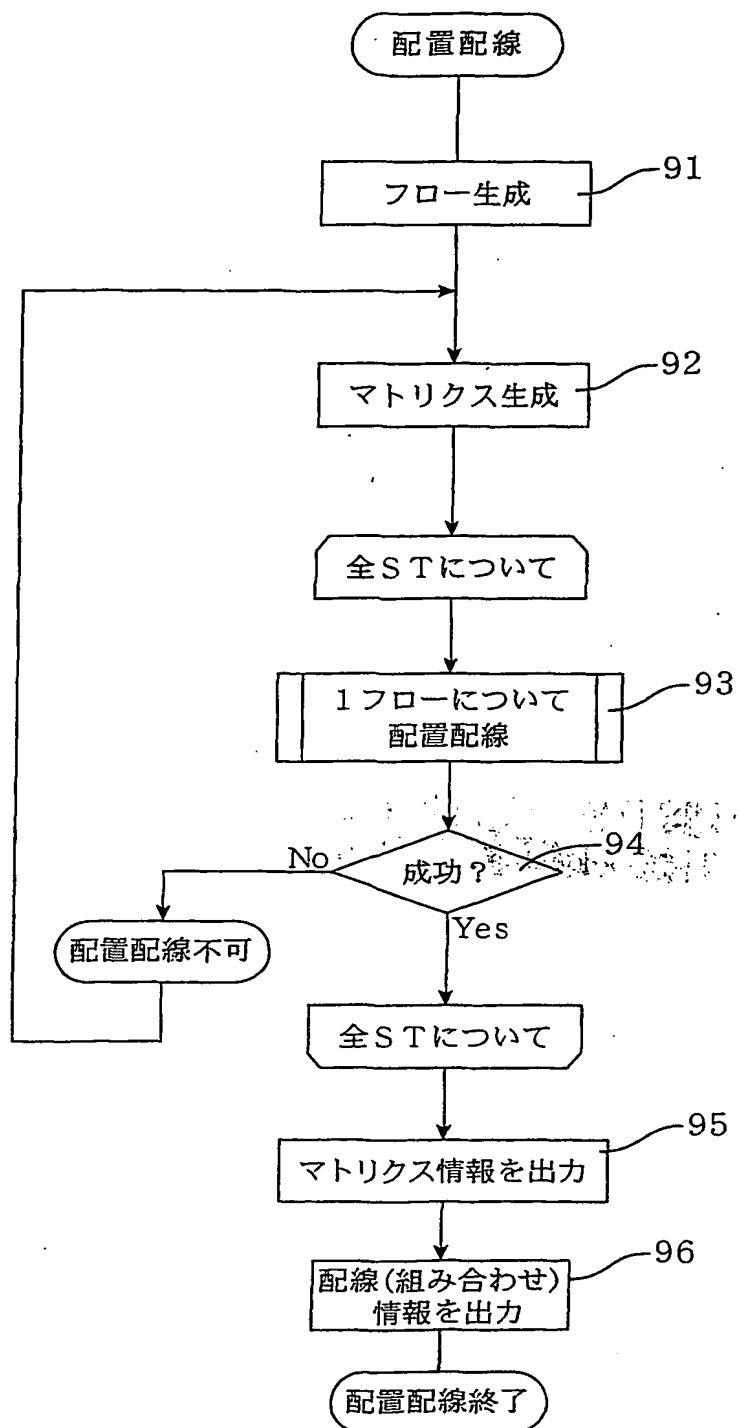 配置配線
フロー生成
91
マトリクス生成
92
全STについて
1フローについて
配置配線
93
成功?
94
No
Yes
配置配線不可
全STについて
マトリクス情報を出力
95
配線(組み合わせ)
情報を出力
96
配置配線終了